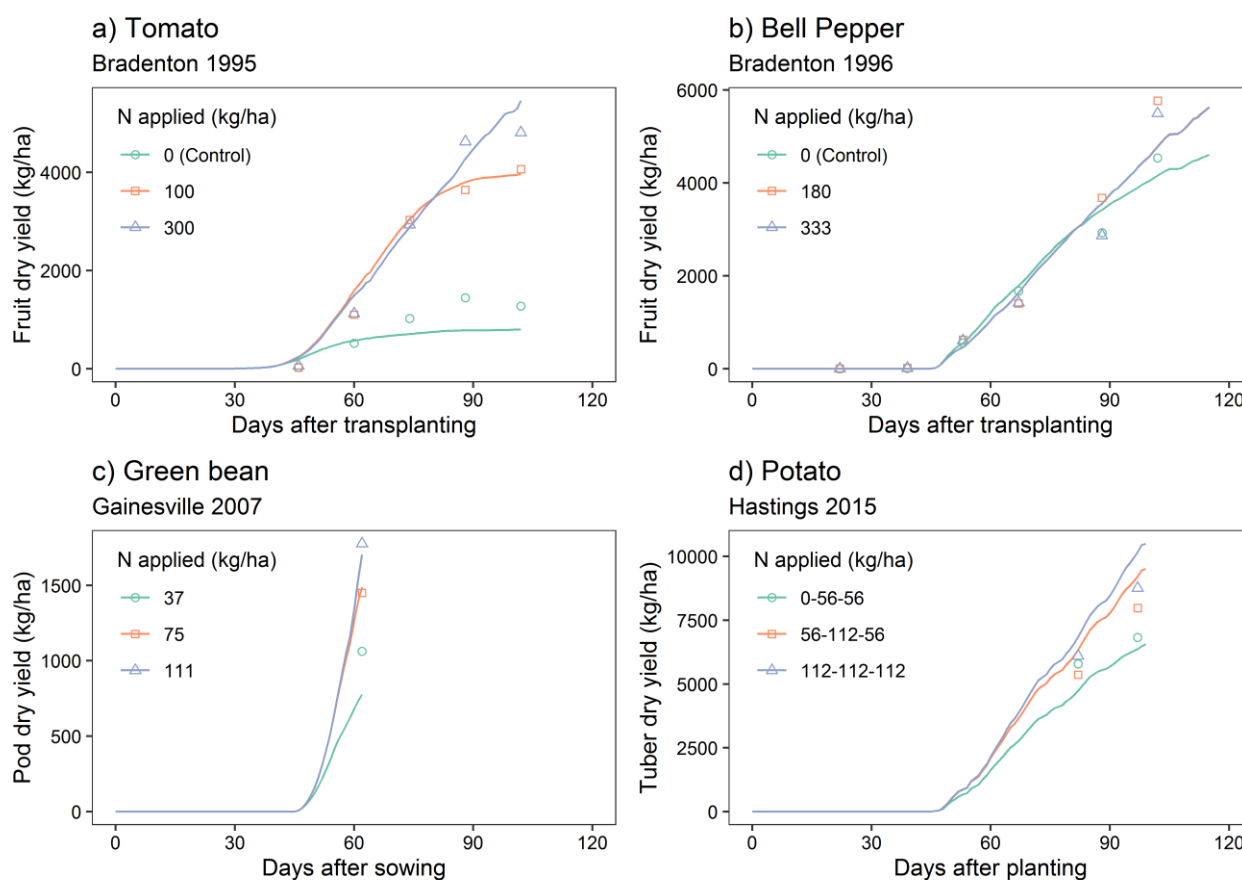 a) Tomato
Bradenton 1995
N applied (kg/ha)
0 (Control)
100
300
Fruit dry yield (kg/ha)
4000
2000
0
0 30 60 90 120
Days after transplanting
b) Bell Pepper
Bradenton 1996
N applied (kg/ha)
0 (Control)
180
333
Fruit dry yield (kg/ha)
6000
4000
2000
0
0 30 60 90 120
Days after transplanting
c) Green bean
Gainesville 2007
N applied (kg/ha)
37
75
111
Pod dry yield (kg/ha)
1500
1000
500
0
0 30 60 90 120
Days after sowing
d) Potato
Hastings 2015
N applied (kg/ha)
0-56-56
56-112-56
112-112-112
Tuber dry yield (kg/ha)
10000
7500
5000
2500
0
0 30 60 90 120
Days after planting